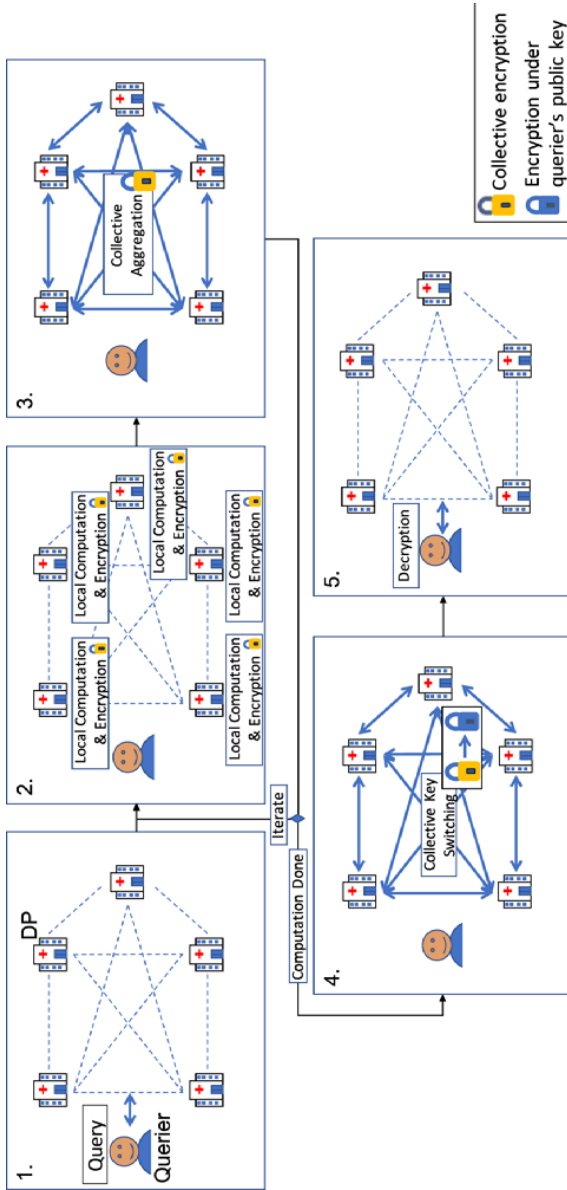 1.
DP
Query
Querier
2.
Local Computation
& Encryption
Local Computation
& Encryption
Local Computation
& Encryption
Local Computation
& Encryption
Local Computation
& Encryption
3.
Collective
Aggregation
Iterate
Computation Done
4.
Collective Key
Switching
5.
Decryption
Collective encryption
Encryption under
querier's public key